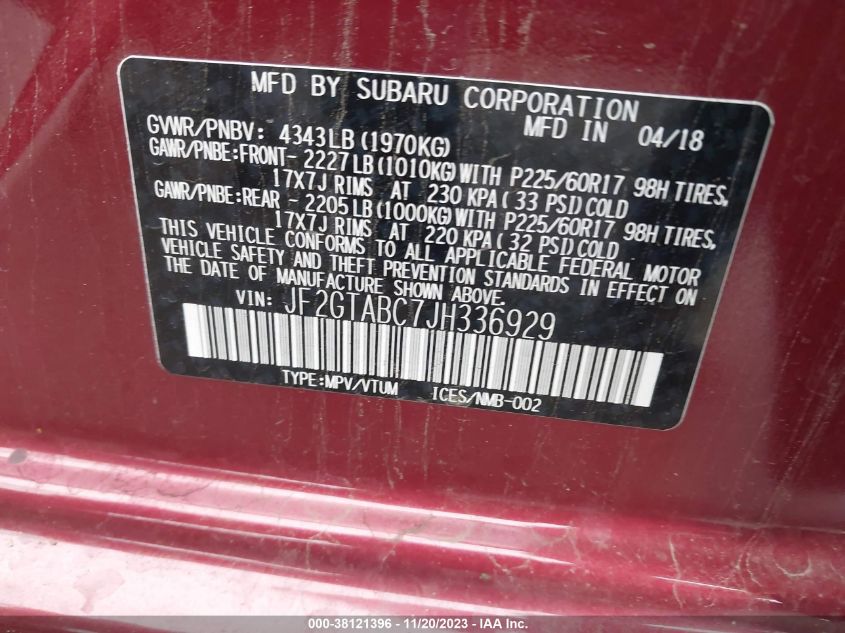 MFD BY SUBARU CORPORATION
MFD IN 04/18
GVWR/PNBV: 4343LB(1970KG)
GAWR/PNBE:FRONT- 2227LB(1010KG)WITH P225/60R17 98H TIRES,
17X7J RIMS AT 230 KPA( 33 PSI)COLD
GAWR/PNBE:REAR - 2205LB(1000KG)WITH P225/60R17 98H TIRES,
17X7J RIMS AT 220 KPA( 32 PSI)COLD
THIS VEHICLE CONFORMS TO ALL APPLICABLE FEDERAL MOTOR
VEHICLE SAFETY AND THEFT PREVENTION STANDARDS IN EFFECT ON
THE DATE OF MANUFACTURE SHOWN ABOVE.
VIN: JF2GTABC7JH336929
TYPE:MPV/VTUM ICES/NMB-002
000-38121396 - 11/20/2023 - © IAA, Inc.